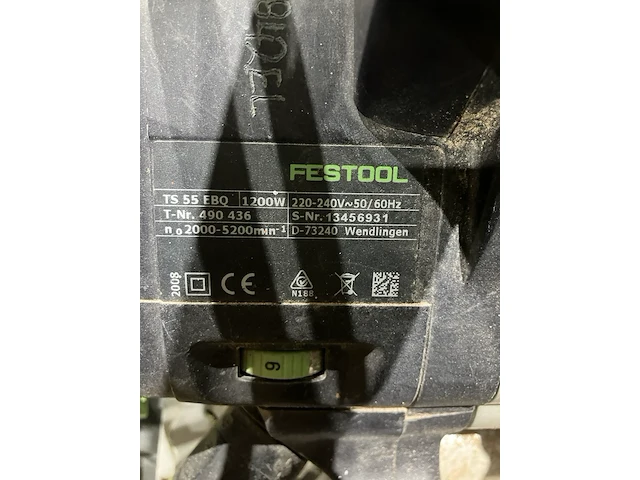 FESTOOL
TS 55 EBQ 1200W 220-240V~50/60Hz
T-Nr. 490 436 S-Nr. 13456931
n₀2000-5200min⁻¹ D-73240 Wendlingen
2008
CE
N188
6